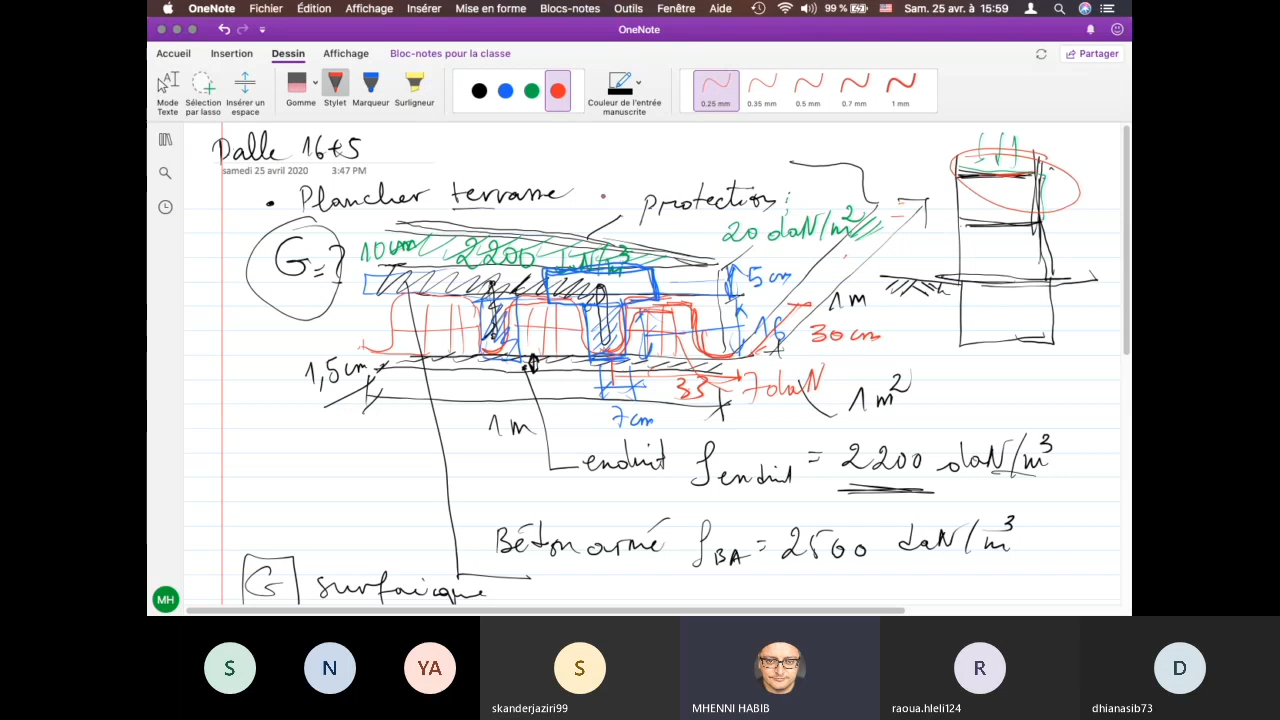 OneNote Fichier Édition Affichage Insérer Mise en forme Blocs-notes Outils Fenêtre Aide 99 % Sam. 25 avr. à 15:59
OneNote
Accueil Insertion Dessin Affichage Bloc-notes pour la classe Partager
Mode Texte
Sélection par lasso
Insérer un espace
Gomme
Stylet
Marqueur
Surligneur
Couleur de l'entrée manuscrite
0.25 mm 0.35 mm 0.5 mm 0.7 mm 1 mm
Dalle 16+5
samedi 25 avril 2020 3:47 PM
• Plancher terrasse • protection :
20 daN/m²
G = ?
10cm 2200 daN/m³
5 cm
1 m
16
30 cm
1,5cm
33
7 daN
1 m²
7 cm
1 m
enduit ρenduit = 2200 daN/m³
Béton armé ρBA = 2500 daN/m³
G surfacique
MH
S N YA S R D
skanderjaziri99 MHENNI HABIB raoua.hleli124 dhianasib73